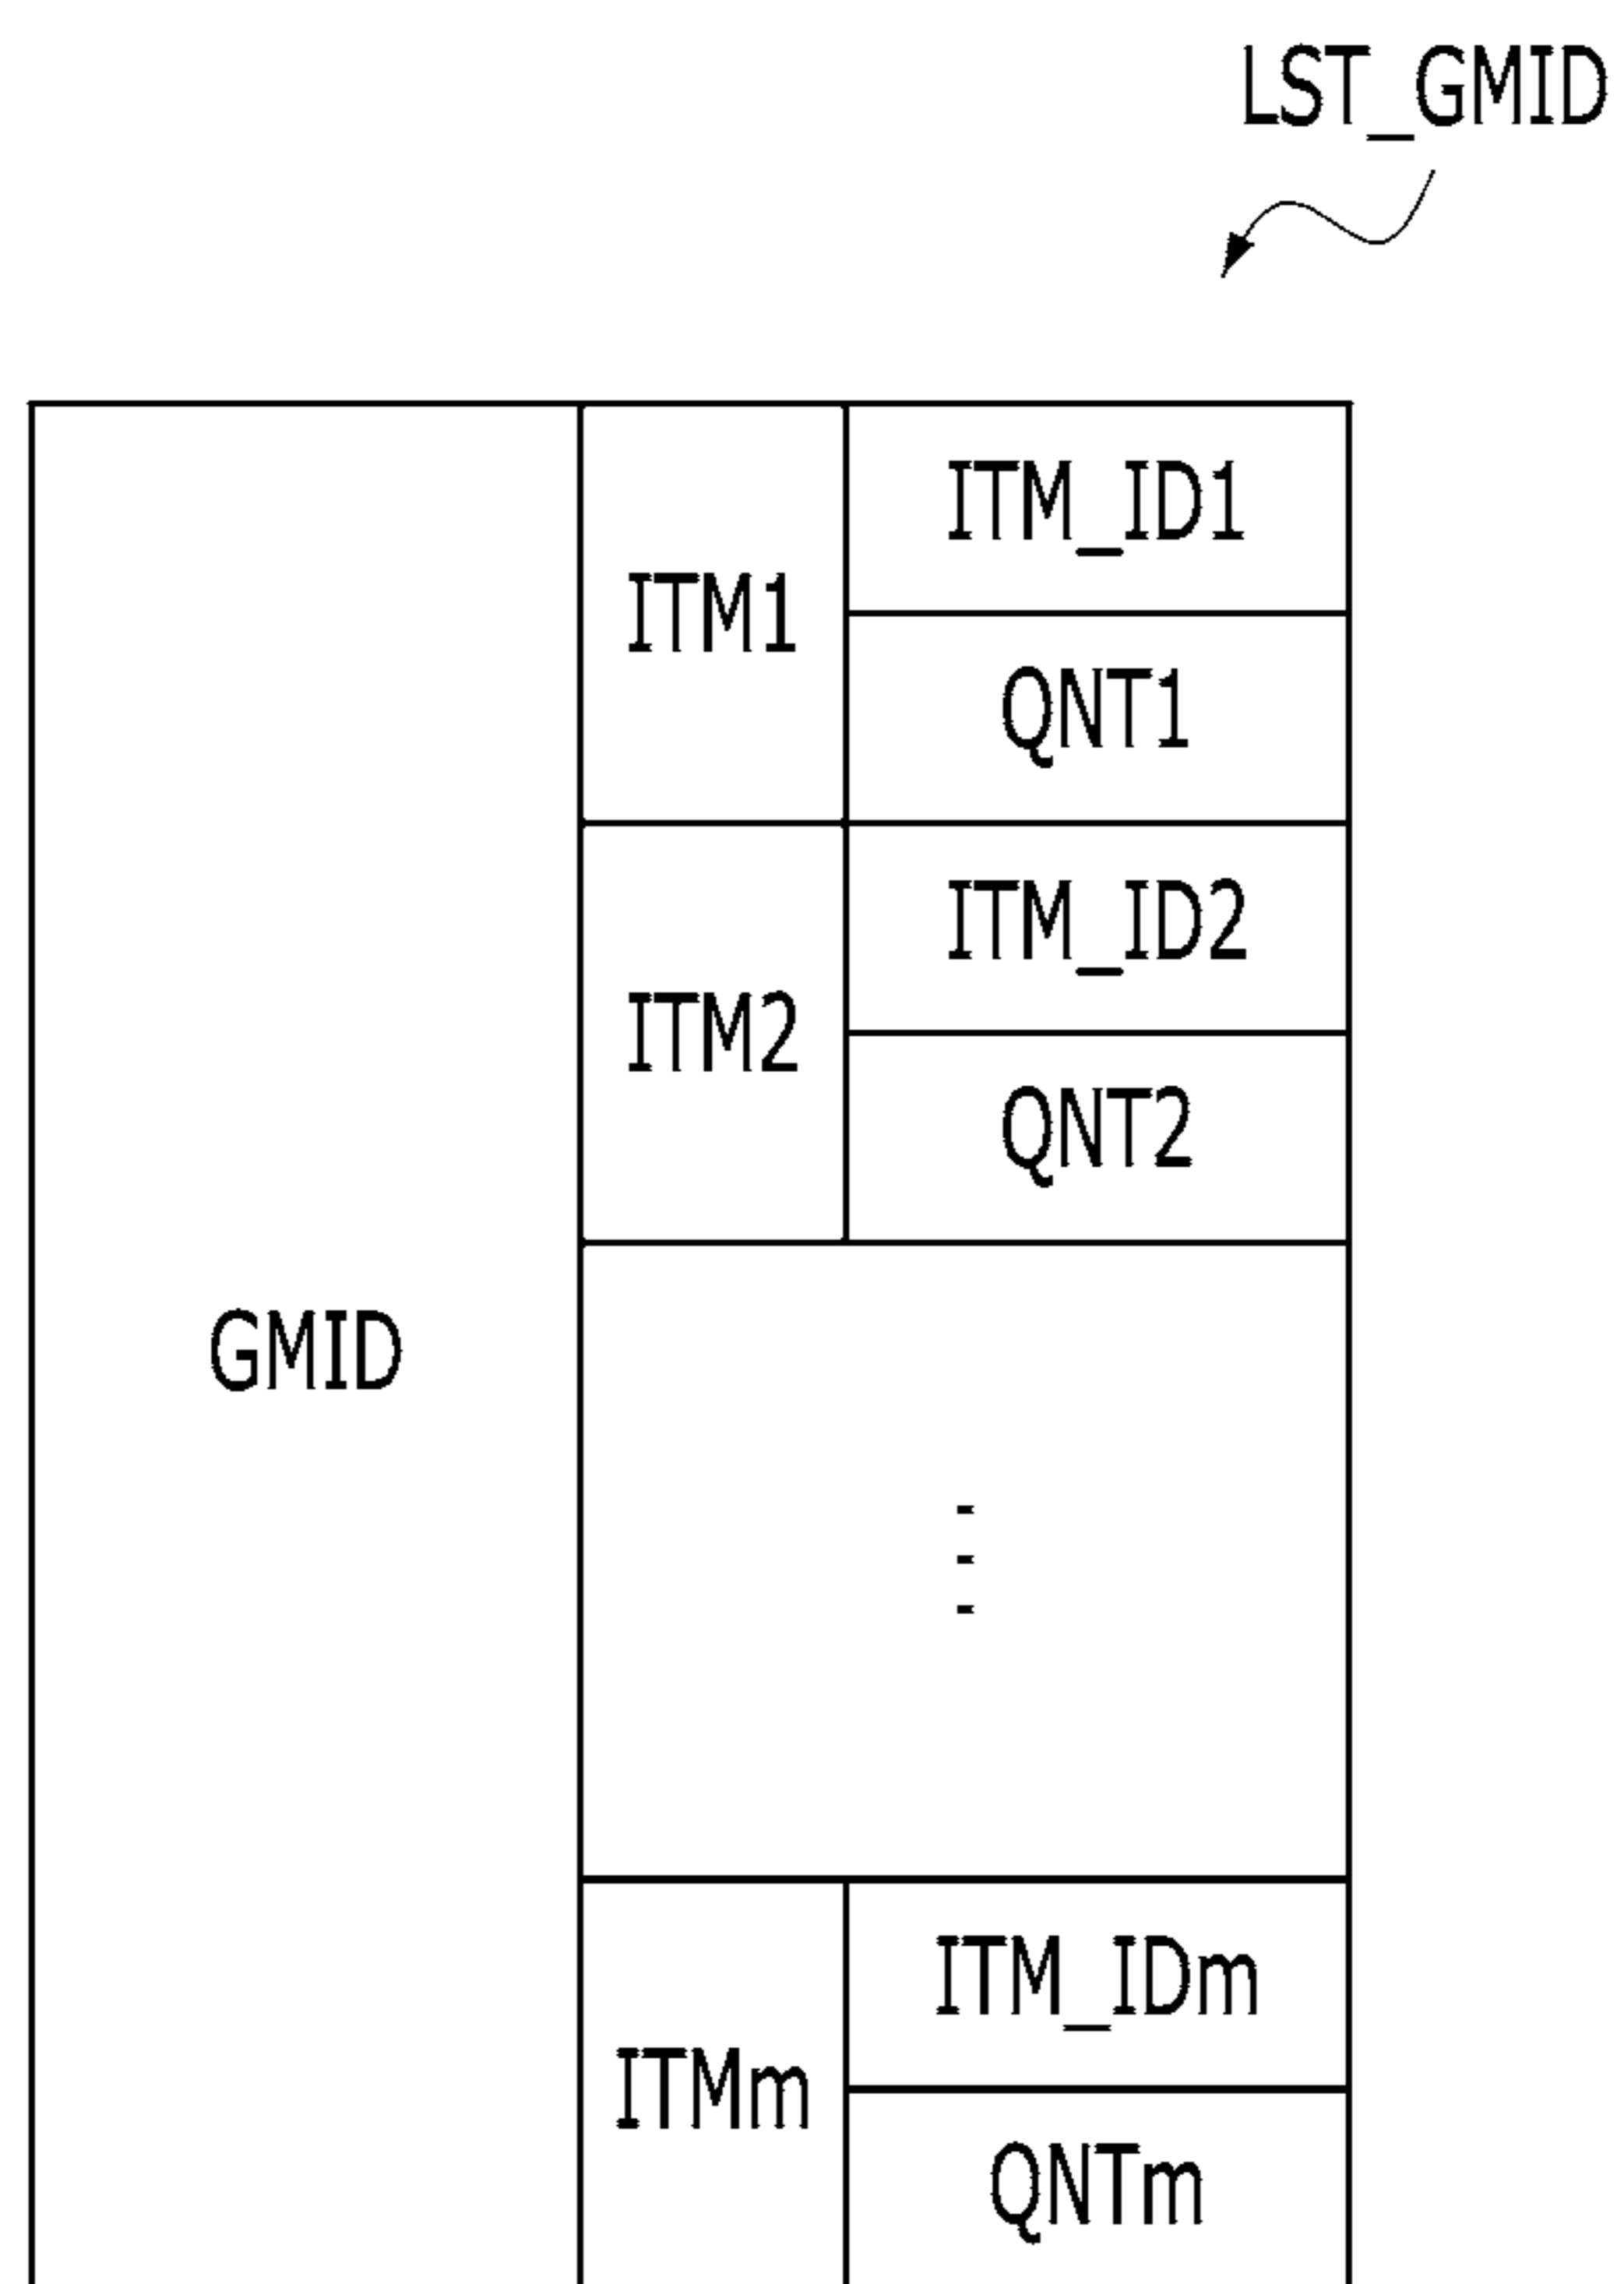 LST_GMID
ITM_ID1
ITM1
QNT1
ITM_ID2
ITM2
QNT2
GMID
ITM_IDm
ITMm
QNTm